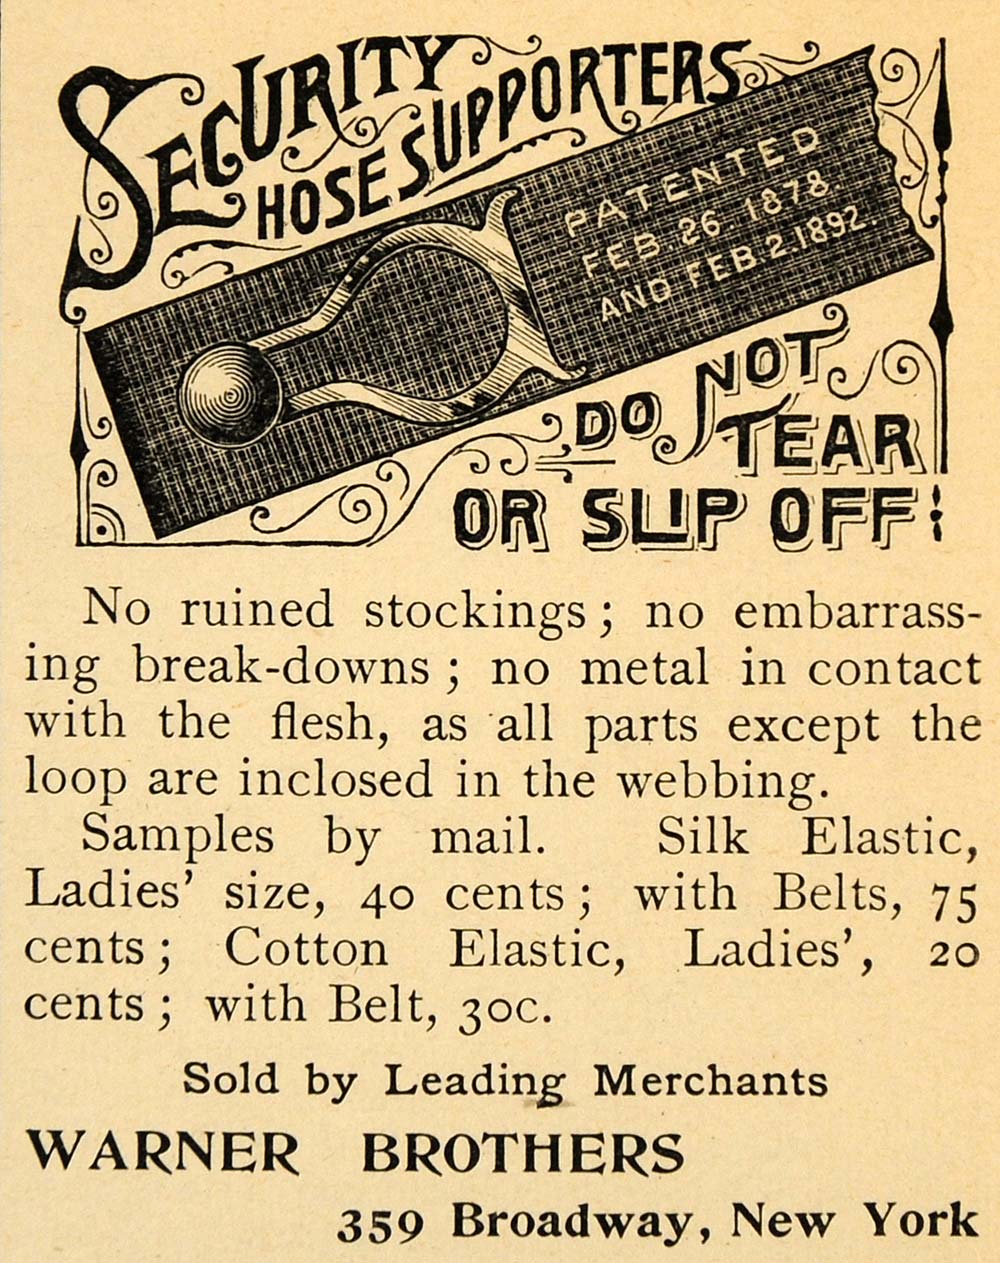 SECURITY
HOSE SUPPORTERS
PATENTED
FEB. 26. 1878.
AND FEB. 2. 1892.
DO NOT
TEAR
OR SLIP OFF!
No ruined stockings; no embarrass-
ing break-downs; no metal in contact
with the flesh, as all parts except the
loop are inclosed in the webbing.
Samples by mail. Silk Elastic,
Ladies' size, 40 cents; with Belts, 75
cents; Cotton Elastic, Ladies', 20
cents; with Belt, 30c.
Sold by Leading Merchants
WARNER BROTHERS
359 Broadway, New York